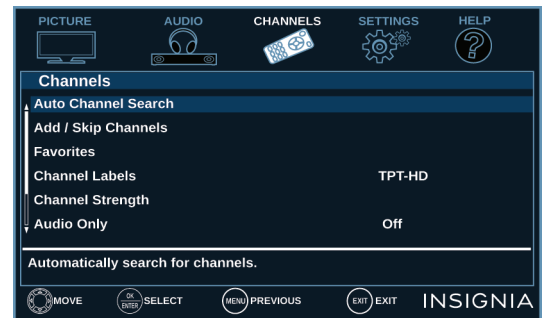 PICTURE AUDIO CHANNELS SETTINGS HELP
Channels
Auto Channel Search
Add / Skip Channels
Favorites
Channel Labels TPT-HD
Channel Strength
Audio Only Off
Automatically search for channels.
MOVE OK ENTER SELECT MENU PREVIOUS EXIT EXIT INSIGNIA